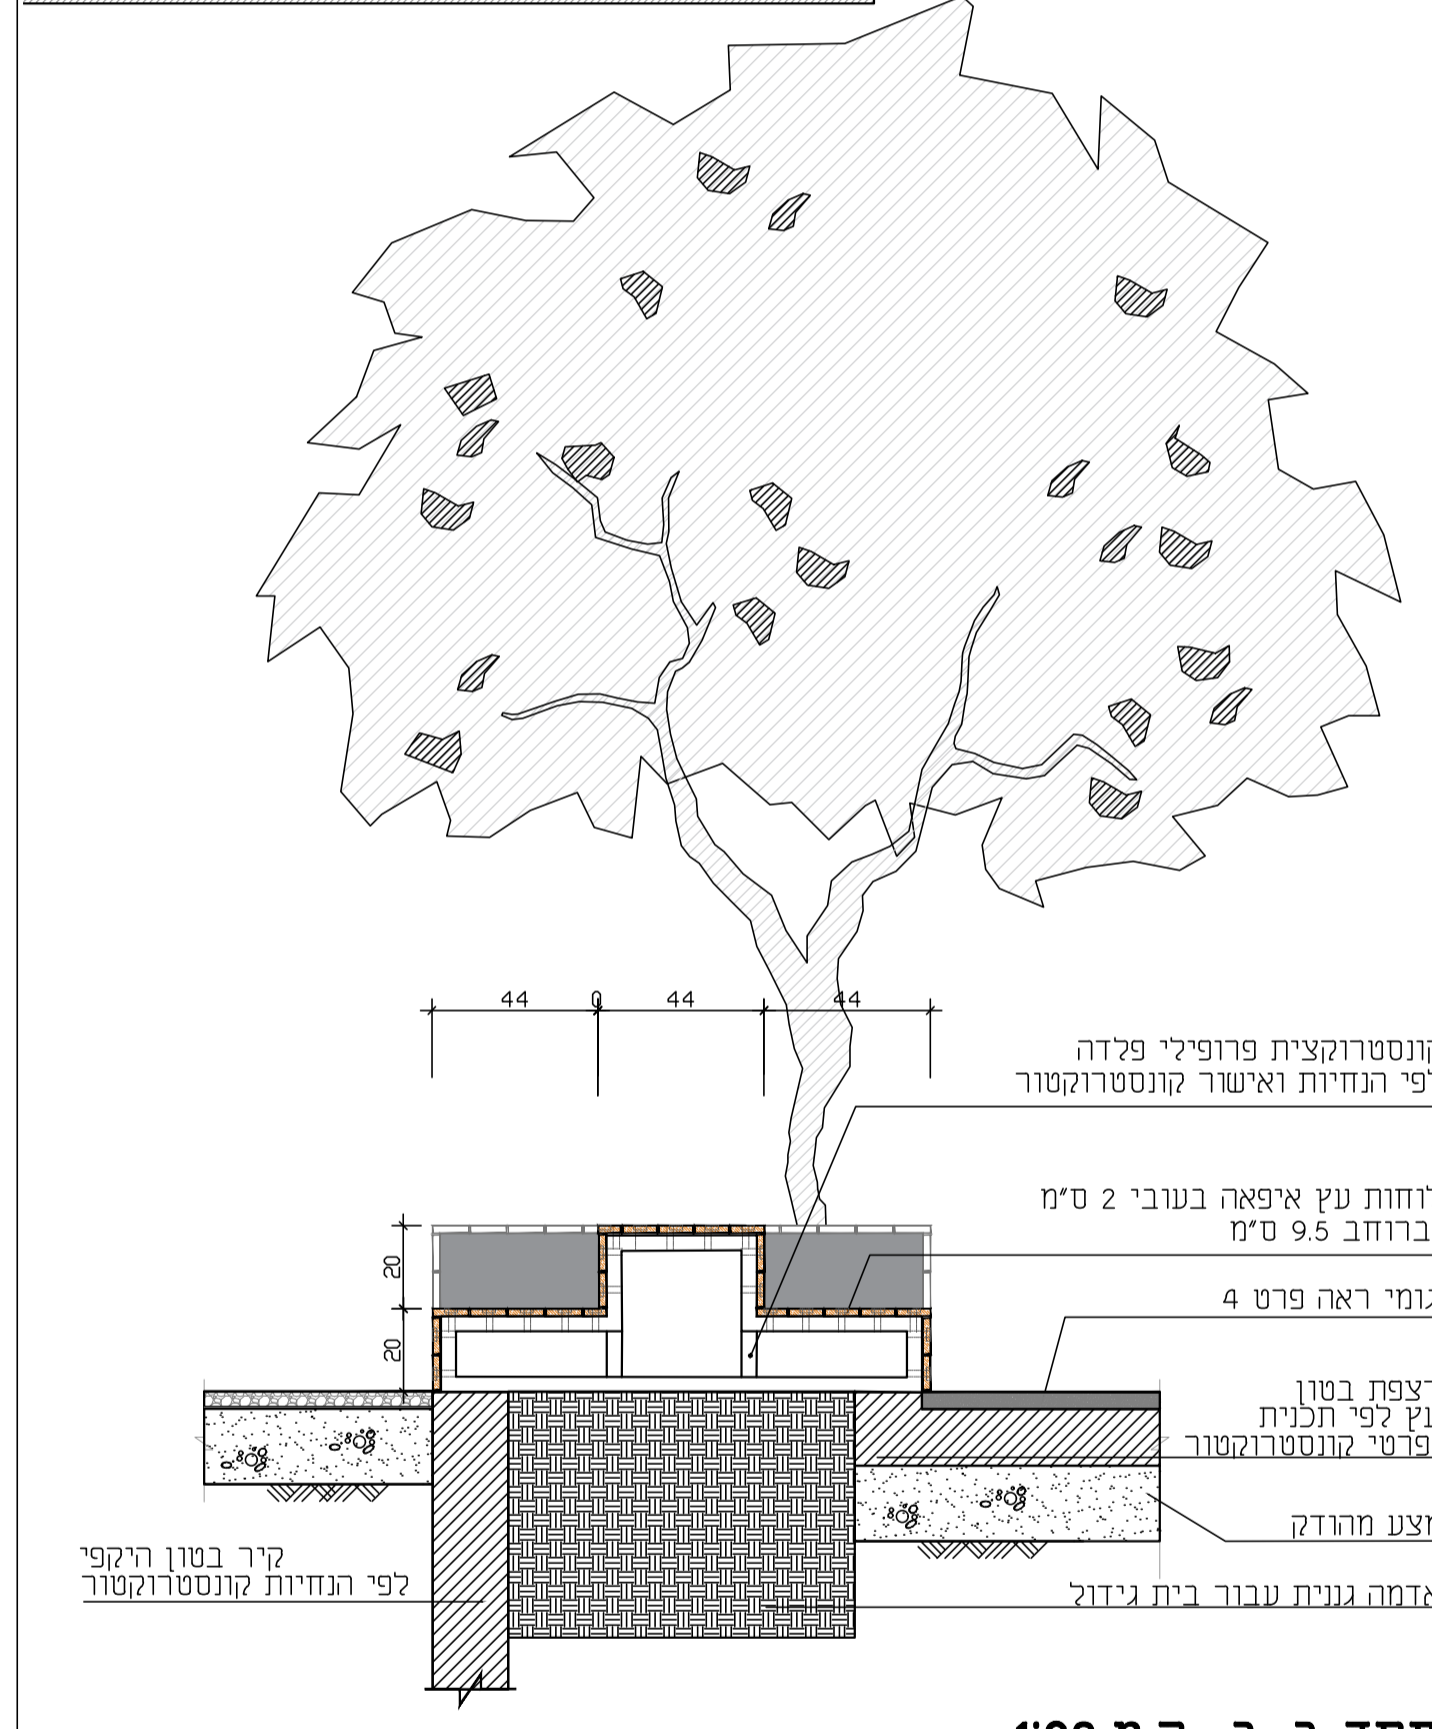 44 0 44 44
קונסטרוקצית פרופילי פלדה
לפי הנחיות ואישור קונסטרוקטור
לוחות עץ איפאה בעובי 2 ס"מ
ברוחב 9.5 ס"מ
20
גומי ראה פרט 4
20
רצפת בטון
לפי תכנית
פרטי קונסטרוקטור
מצע מהודק
קיר בטון היקפי
לפי הנחיות קונסטרוקטור
אדמה גננית עבור בית גידול